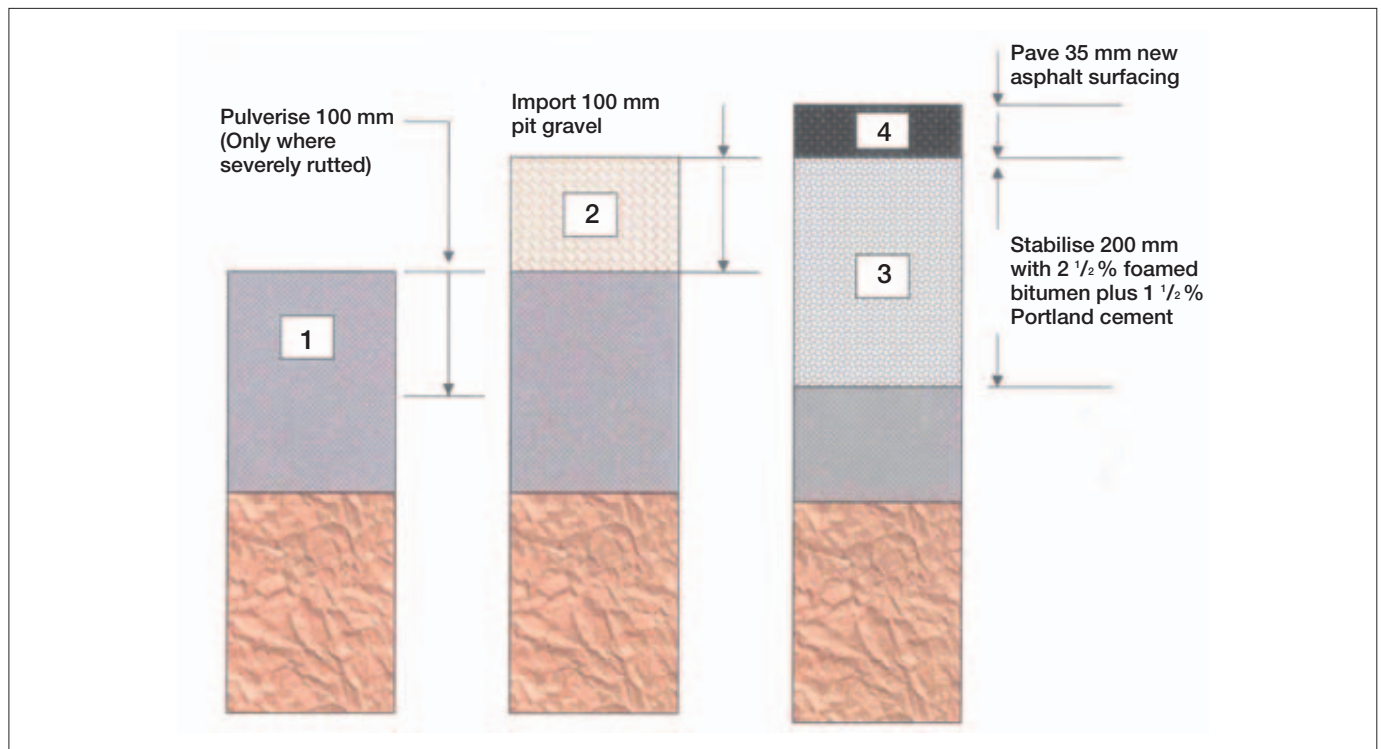 Pulverise 100 mm
(Only where
severely rutted)
1
Import 100 mm
pit gravel
2
Pave 35 mm new
asphalt surfacing
4
3
Stabilise 200 mm
with 2 1/2 % foamed
bitumen plus 1 1/2 %
Portland cement